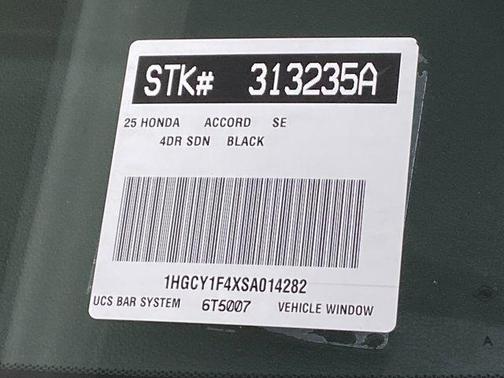 STK# 313235A
25 HONDA ACCORD SE
4DR SDN BLACK
1HGCY1F4XSA014282
UCS BAR SYSTEM 6T5007 VEHICLE WINDOW
A